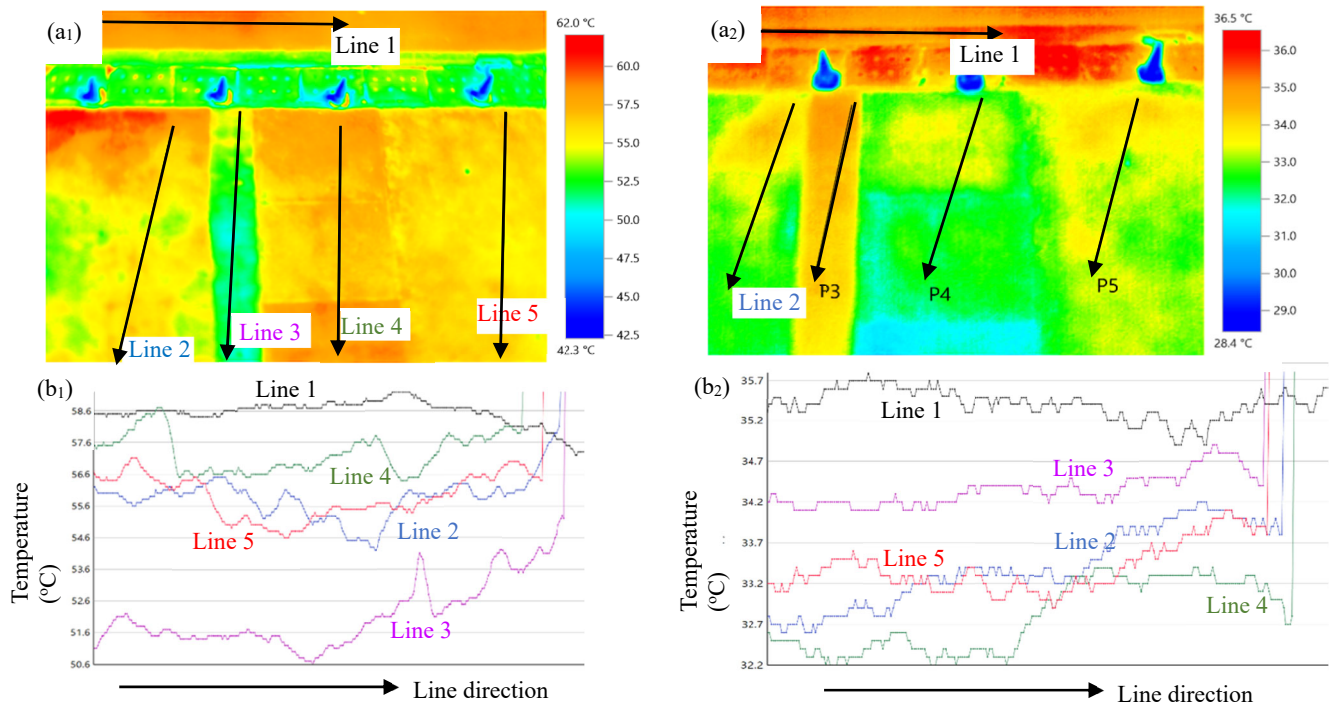 (a1)
Line 1
Line 2
Line 3
Line 4
Line 5
62.0 °C
60.0
57.5
55.0
52.5
50.0
47.5
45.0
42.5
42.3 °C
(a2)
Line 1
Line 2
P3
P4
P5
36.5 °C
36.0
35.0
34.0
33.0
32.0
31.0
30.0
29.0
28.4 °C
(b1)
Temperature
(oC)
58.6
57.6
56.6
55.6
54.6
53.6
52.6
51.6
50.6
Line 1
Line 4
Line 2
Line 5
Line 3
Line direction
(b2)
Temperature
(oC)
35.7
35.2
34.7
34.2
33.7
33.2
32.7
32.2
Line 1
Line 3
Line 2
Line 5
Line 4
Line direction